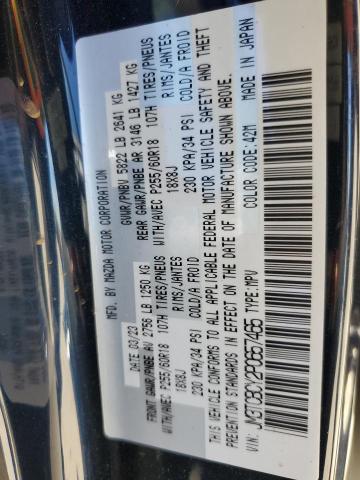 MFD. BY MAZDA MOTOR CORPORATION
DATE 03/23 GVWR/PNBV 5822 LB 2641 KG
FRONT GAWR/PNBE AV 2756 LB 1250 KG REAR GAWR/PNBE AR 3146 LB 1427 KG
WITH/AVEC P255/60R18 107H TIRES/PNEUS WITH/AVEC P255/60R18 107H TIRES/PNEUS
18X8J RIMS/JANTES 18X8J RIMS/JANTES
230 KPA/34 PSI COLD/A FROID 230 KPA/34 PSI COLD/A FROID
THIS VEHICLE CONFORMS TO ALL APPLICABLE FEDERAL MOTOR VEHICLE SAFETY AND THEFT
PREVENTION STANDARDS IN EFFECT ON THE DATE OF MANUFACTURE SHOWN ABOVE.
VIN: JM3TCBCY2P0657465 TYPE: MPV COLOR CODE: 42M MADE IN JAPAN